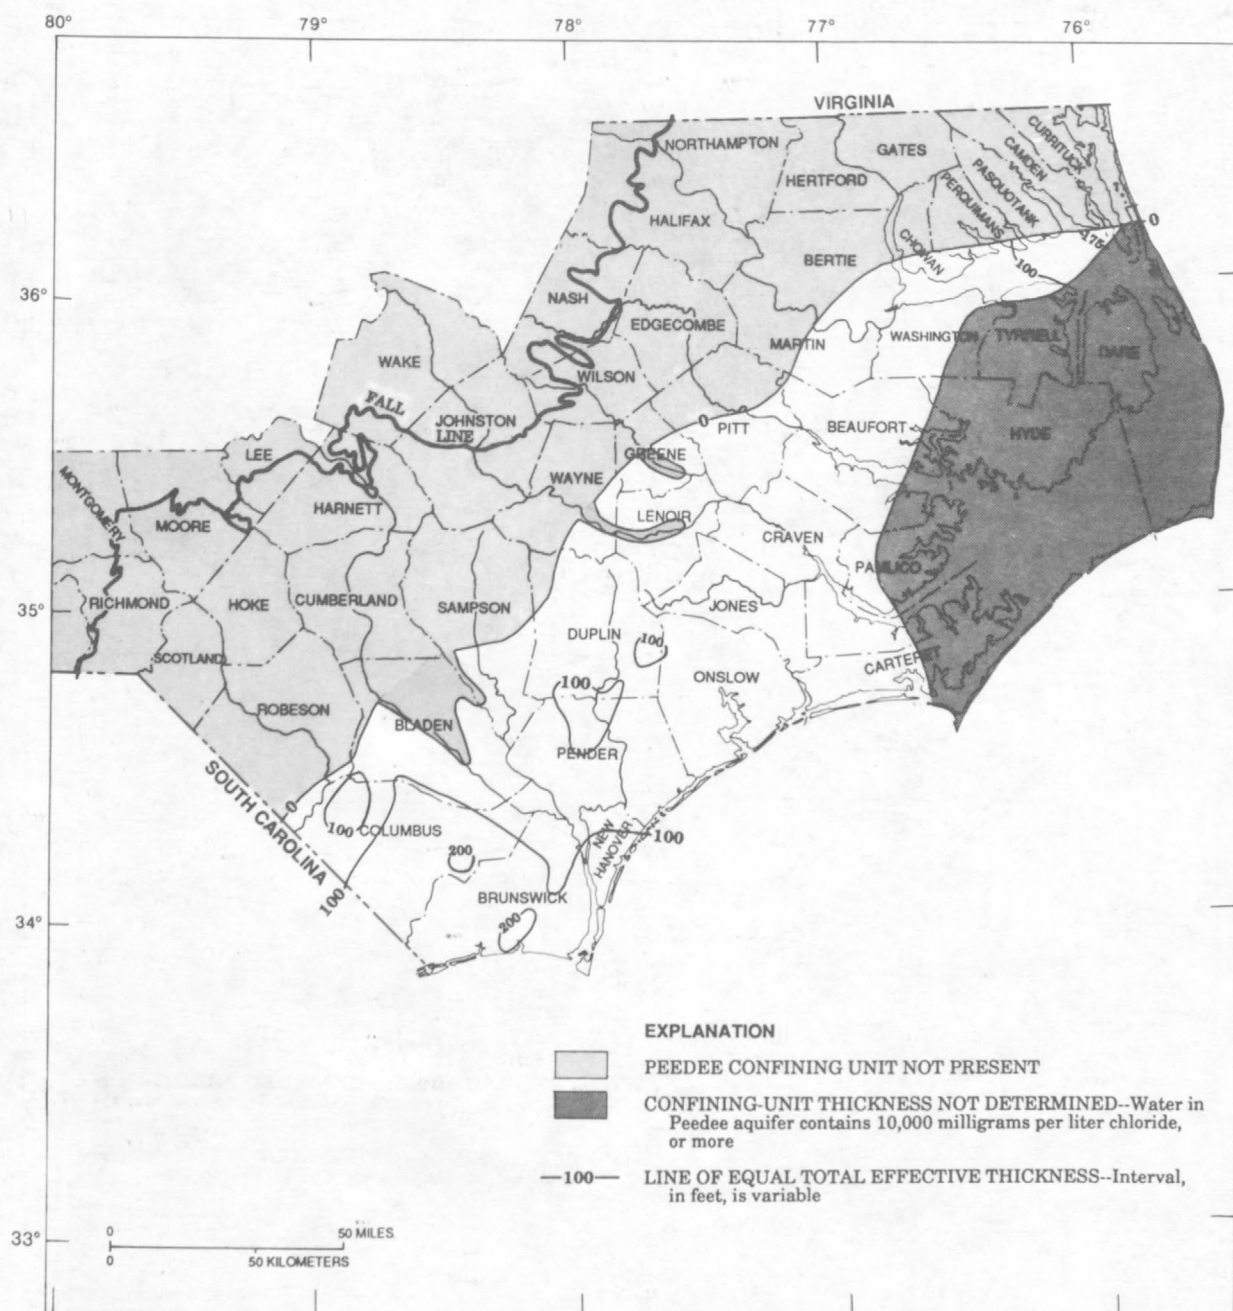 80° 79° 78° 77° 76°
VIRGINIA
NORTHAMPTON
GATES
CURRITUCK
CAMDEN
PASQUOTANK
PERQUIMANS
HERTFORD
HALIFAX
0
175
CHOWAN
BERTIE
100
36°
NASH
EDGECOMBE
MARTIN
WASHINGTON
TYRRELL
DARE
WAKE
WILSON
FALL
LINE
JOHNSTON
0
PITT
BEAUFORT
HYDE
LEE
GREENE
MONTGOMERY
WAYNE
MOORE
HARNETT
LENOIR
CRAVEN
PAMLICO
35°
RICHMOND
HOKE
CUMBERLAND
SAMPSON
JONES
DUPLIN
100
SCOTLAND
CARTERET
ONSLOW
100
ROBESON
BLADEN
PENDER
SOUTH CAROLINA
0
100
COLUMBUS
NEW
HANOVER
100
200
100
BRUNSWICK
200
34°
EXPLANATION
PEEDEE CONFINING UNIT NOT PRESENT
CONFINING-UNIT THICKNESS NOT DETERMINED--Water in
Peedee aquifer contains 10,000 milligrams per liter chloride,
or more
—100— LINE OF EQUAL TOTAL EFFECTIVE THICKNESS--Interval,
in feet, is variable
33°
0 50 MILES
0 50 KILOMETERS